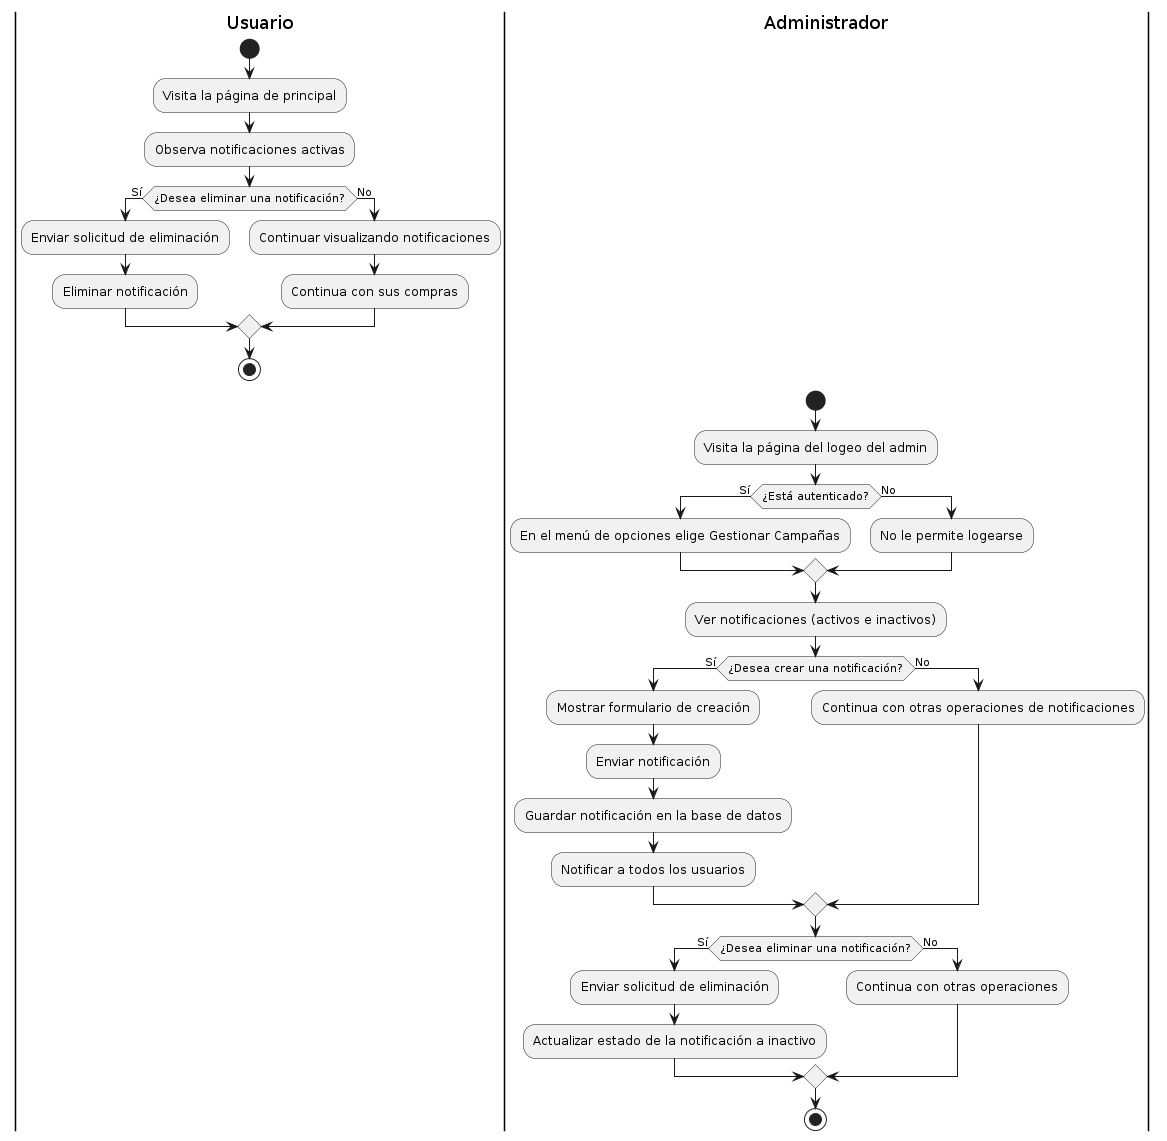 Usuario
Administrador
Visita la página de principal
Observa notificaciones activas
Sí
¿Desea eliminar una notificación?
No
Enviar solicitud de eliminación
Continuar visualizando notificaciones
Eliminar notificación
Continua con sus compras
Visita la página del logeo del admin
Sí
¿Está autenticado?
No
En el menú de opciones elige Gestionar Campañas
No le permite logearse
Ver notificaciones (activos e inactivos)
Sí
¿Desea crear una notificación?
No
Mostrar formulario de creación
Continua con otras operaciones de notificaciones
Enviar notificación
Guardar notificación en la base de datos
Notificar a todos los usuarios
Sí
¿Desea eliminar una notificación?
No
Enviar solicitud de eliminación
Continua con otras operaciones
Actualizar estado de la notificación a inactivo